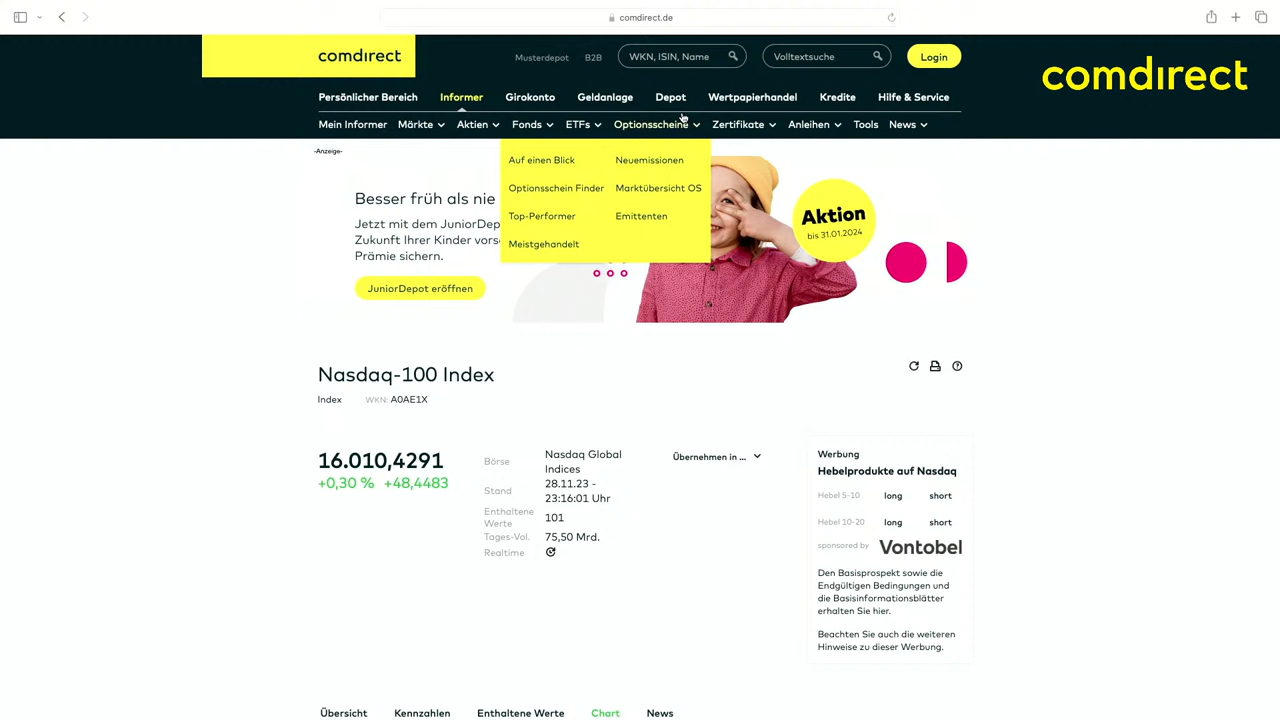 comdirect.de
comdirect
Musterdepot
B2B
WKN, ISIN, Name
Volltextsuche
Login
comdirect
Persönlicher Bereich
Informer
Girokonto
Geldanlage
Depot
Wertpapierhandel
Kredite
Hilfe & Service
Mein Informer
Märkte
Aktien
Fonds
ETFs
Optionsscheine
Zertifikate
Anleihen
Tools
News
-Anzeige-
Auf einen Blick
Neuemissionen
Optionsschein Finder
Marktübersicht OS
Top-Performer
Emittenten
Meistgehandelt
Besser früh als nie
Jetzt mit dem JuniorDep
Zukunft Ihrer Kinder vors
Prämie sichern.
JuniorDepot eröffnen
Aktion
bis 31.01.2024
Nasdaq-100 Index
Index
WKN: A0AE1X
16.010,4291
+0,30 % +48,4483
Börse
Nasdaq Global
Indices
Stand
28.11.23 -
23:16:01 Uhr
Enthaltene
Werte
101
Tages-Vol.
75,50 Mrd.
Realtime
Übernehmen in ...
Werbung
Hebelprodukte auf Nasdaq
Hebel 5-10 long short
Hebel 10-20 long short
sponsored by Vontobel
Den Basisprospekt sowie die
Endgültigen Bedingungen und
die Basisinformationsblätter
erhalten Sie hier.
Beachten Sie auch die weiteren
Hinweise zu dieser Werbung.
Übersicht
Kennzahlen
Enthaltene Werte
Chart
News